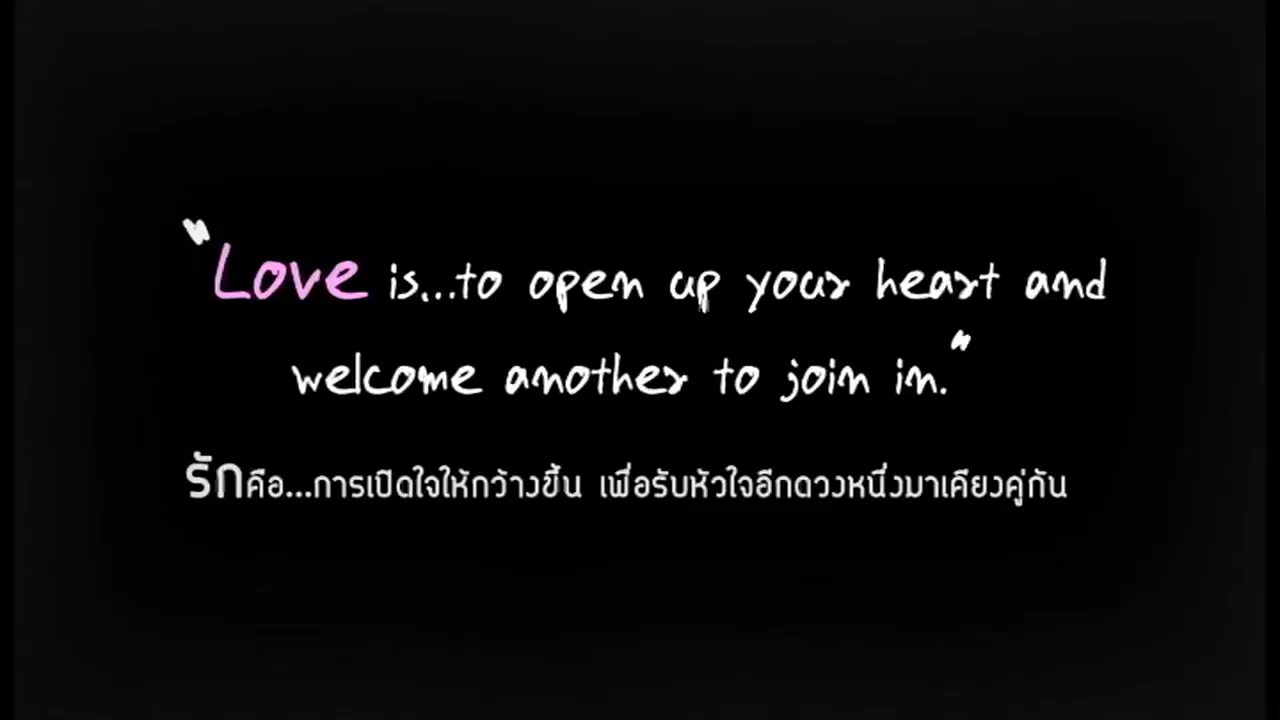 "Love is...to open up your heart and
welcome another to join in."
รักคือ...การเปิดใจให้กว้างขึ้น เพื่อรับหัวใจอีกดวงหนึ่งมาเคียงคู่กัน